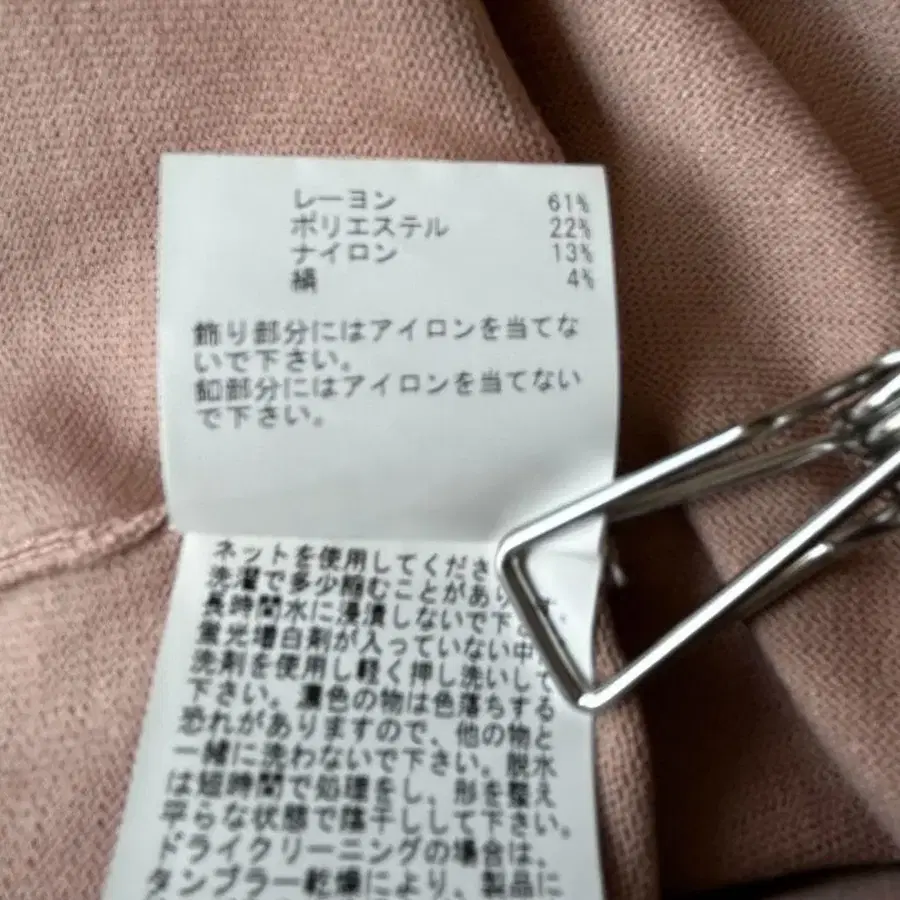 レーヨン 61%
ポリエステル 22%
ナイロン 13%
絹 4%
飾り部分にはアイロンを当てな
いで下さい。
釦部分にはアイロンを当てない
で下さい。
ネットを使用してくださ
洗濯で多少縮むことがあり
長時間水に浸漬しないで下さ
蛍光増白剤が入っていない中
洗剤を使用し軽く押し洗いして
下さい。濃色の物は色落ちする
恐れがありますので、他の物と
一緒に洗わないで下さい。脱水
は短時間で処理をし、形を整え
平らな状態で陰干しして下さい。
ドライクリーニングの場合は、
タンブラー乾燥により、製品に